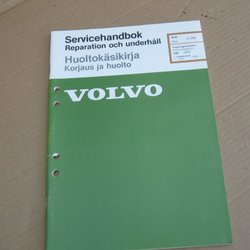 Servicehandbok
Reparation och underhåll
Huoltokäsikirja
Korjaus ja huolto
VOLVO